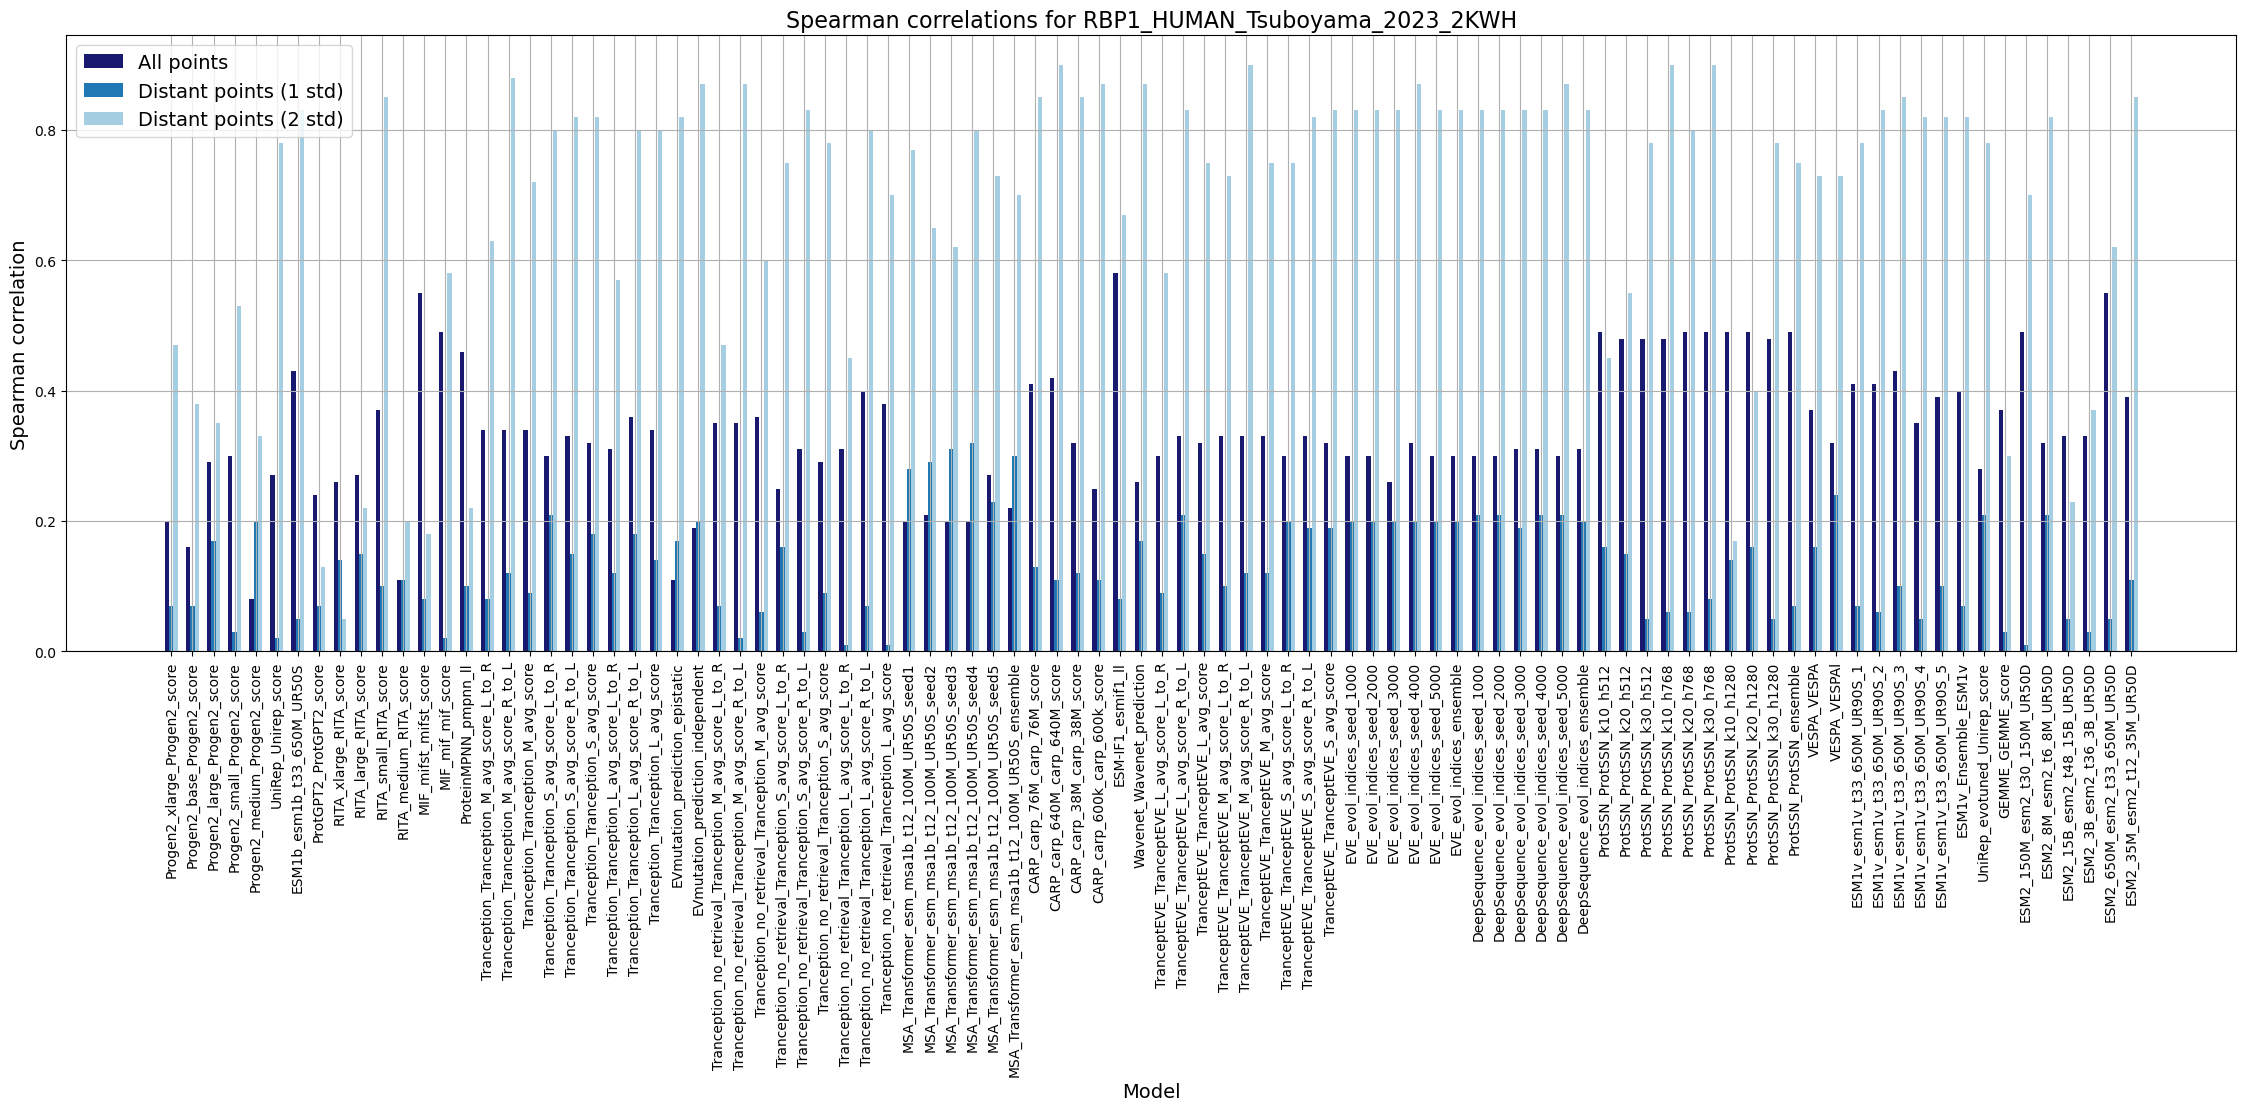 Spearman correlations for RBP1_HUMAN_Tsuboyama_2023_2KWH
All points
Distant points (1 std)
Distant points (2 std)
Spearman correlation
0.8
0.6
0.4
0.2
0.0
Progen2_xlarge_Progen2_score
Progen2_base_Progen2_score
Progen2_large_Progen2_score
Progen2_small_Progen2_score
Progen2_medium_Progen2_score
UniRep_Unirep_score
ESM1b_esm1b_t33_650M_UR50S
ProtGPT2_ProtGPT2_score
RITA_xlarge_RITA_score
RITA_large_RITA_score
RITA_small_RITA_score
RITA_medium_RITA_score
MIF_mifst_mifst_score
MIF_mif_mif_score
ProteinMPNN_pmpnn_ll
Tranception_Tranception_M_avg_score_L_to_R
Tranception_Tranception_M_avg_score_R_to_L
Tranception_Tranception_M_avg_score
Tranception_Tranception_S_avg_score_L_to_R
Tranception_Tranception_S_avg_score_R_to_L
Tranception_Tranception_S_avg_score
Tranception_Tranception_L_avg_score_L_to_R
Tranception_Tranception_L_avg_score_R_to_L
Tranception_Tranception_L_avg_score
EVmutation_prediction_epistatic
EVmutation_prediction_independent
Tranception_no_retrieval_Tranception_M_avg_score_L_to_R
Tranception_no_retrieval_Tranception_M_avg_score_R_to_L
Tranception_no_retrieval_Tranception_M_avg_score
Tranception_no_retrieval_Tranception_S_avg_score_L_to_R
Tranception_no_retrieval_Tranception_S_avg_score_R_to_L
Tranception_no_retrieval_Tranception_S_avg_score
Tranception_no_retrieval_Tranception_L_avg_score_L_to_R
Tranception_no_retrieval_Tranception_L_avg_score_R_to_L
Tranception_no_retrieval_Tranception_L_avg_score
MSA_Transformer_esm_msa1b_t12_100M_UR50S_seed1
MSA_Transformer_esm_msa1b_t12_100M_UR50S_seed2
MSA_Transformer_esm_msa1b_t12_100M_UR50S_seed3
MSA_Transformer_esm_msa1b_t12_100M_UR50S_seed4
MSA_Transformer_esm_msa1b_t12_100M_UR50S_seed5
MSA_Transformer_esm_msa1b_t12_100M_UR50S_ensemble
CARP_carp_76M_carp_76M_score
CARP_carp_640M_carp_640M_score
CARP_carp_38M_carp_38M_score
CARP_carp_600k_carp_600k_score
ESM-IF1_esmif1_ll
Wavenet_Wavenet_prediction
TranceptEVE_TranceptEVE_L_avg_score_L_to_R
TranceptEVE_TranceptEVE_L_avg_score_R_to_L
TranceptEVE_TranceptEVE_L_avg_score
TranceptEVE_TranceptEVE_M_avg_score_L_to_R
TranceptEVE_TranceptEVE_M_avg_score_R_to_L
TranceptEVE_TranceptEVE_M_avg_score
TranceptEVE_TranceptEVE_S_avg_score_L_to_R
TranceptEVE_TranceptEVE_S_avg_score_R_to_L
TranceptEVE_TranceptEVE_S_avg_score
EVE_evol_indices_seed_1000
EVE_evol_indices_seed_2000
EVE_evol_indices_seed_3000
EVE_evol_indices_seed_4000
EVE_evol_indices_seed_5000
EVE_evol_indices_ensemble
DeepSequence_evol_indices_seed_1000
DeepSequence_evol_indices_seed_2000
DeepSequence_evol_indices_seed_3000
DeepSequence_evol_indices_seed_4000
DeepSequence_evol_indices_seed_5000
DeepSequence_evol_indices_ensemble
ProtSSN_ProtSSN_k10_h512
ProtSSN_ProtSSN_k20_h512
ProtSSN_ProtSSN_k30_h512
ProtSSN_ProtSSN_k10_h768
ProtSSN_ProtSSN_k20_h768
ProtSSN_ProtSSN_k30_h768
ProtSSN_ProtSSN_k10_h1280
ProtSSN_ProtSSN_k20_h1280
ProtSSN_ProtSSN_k30_h1280
ProtSSN_ProtSSN_ensemble
VESPA_VESPA
VESPA_VESPAl
ESM1v_esm1v_t33_650M_UR90S_1
ESM1v_esm1v_t33_650M_UR90S_2
ESM1v_esm1v_t33_650M_UR90S_3
ESM1v_esm1v_t33_650M_UR90S_4
ESM1v_esm1v_t33_650M_UR90S_5
ESM1v_Ensemble_ESM1v
UniRep_evotuned_Unirep_score
GEMME_GEMME_score
ESM2_150M_esm2_t30_150M_UR50D
ESM2_8M_esm2_t6_8M_UR50D
ESM2_15B_esm2_t48_15B_UR50D
ESM2_3B_esm2_t36_3B_UR50D
ESM2_650M_esm2_t33_650M_UR50D
ESM2_35M_esm2_t12_35M_UR50D
Model